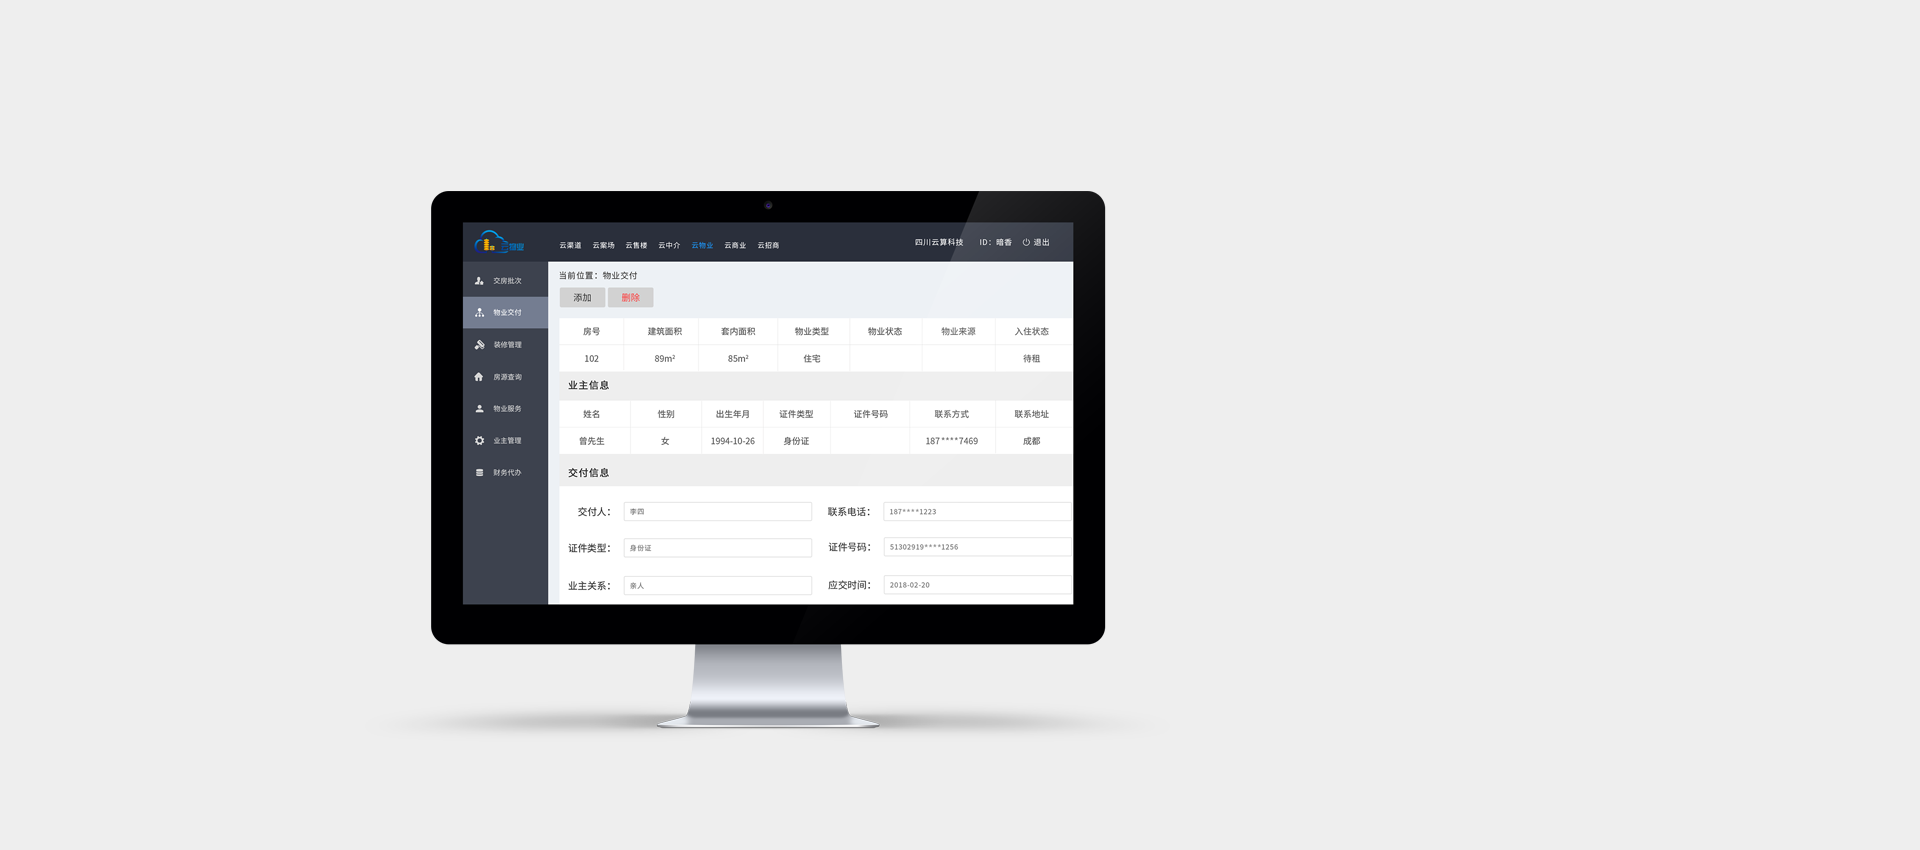 云物业
云渠道 云案场 云售楼 云中介 云物业 云商业 云招商 四川云算科技 ID：暗香 退出
交房批次
物业交付
装修管理
房源查询
物业服务
业主管理
财务代办
当前位置：物业交付
添加 删除
房号 建筑面积 套内面积 物业类型 物业状态 物业来源 入住状态
102 89m² 85m² 住宅 待租
业主信息
姓名 性别 出生年月 证件类型 证件号码 联系方式 联系地址
曾先生 女 1994-10-26 身份证 187****7469 成都
交付信息
交付人： 李四 联系电话： 187****1223
证件类型： 身份证 证件号码： 51302919****1256
业主关系： 亲人 应交时间： 2018-02-20